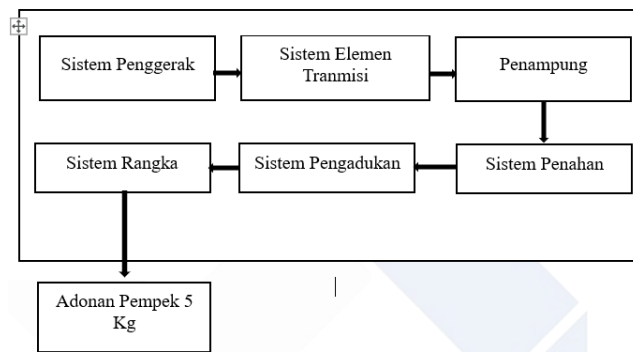 Sistem Penggerak
Sistem Elemen
Tranmisi
Penampung
Sistem Rangka
Sistem Pengadukan
Sistem Penahan
Adonan Pempek 5
Kg